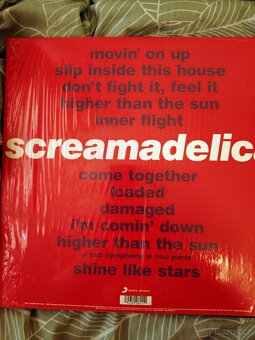 movin' on up
slip inside this house
don't fight it, feel it
higher than the sun
inner flight
screamadelica
come together
loaded
damaged
i'm comin' down
higher than the sun
a dub symphony in two parts
shine like stars